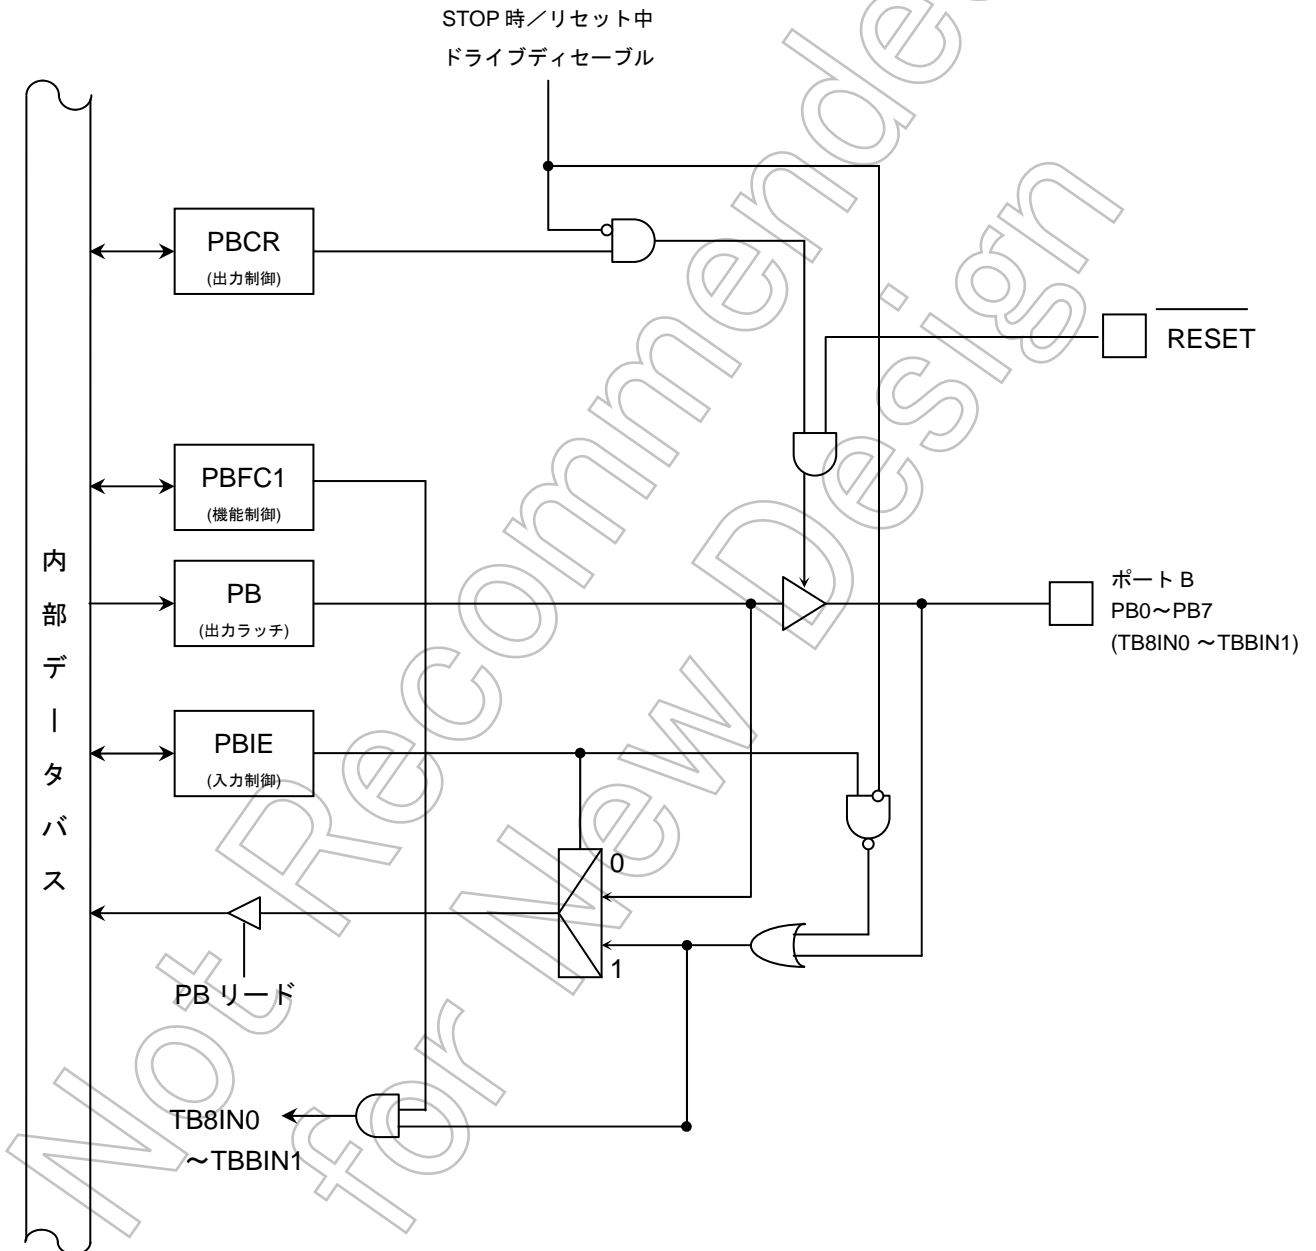 STOP 時／リセット中
ドライブディセーブル
PBCR
(出力制御)
RESET
PBFC1
(機能制御)
内部データバス
PB
(出力ラッチ)
ポート B
PB0～PB7
(TB8IN0 ～TBBIN1)
PBIE
(入力制御)
0
1
PB リード
TB8IN0
～TBBIN1
Not Recommended
for New Design